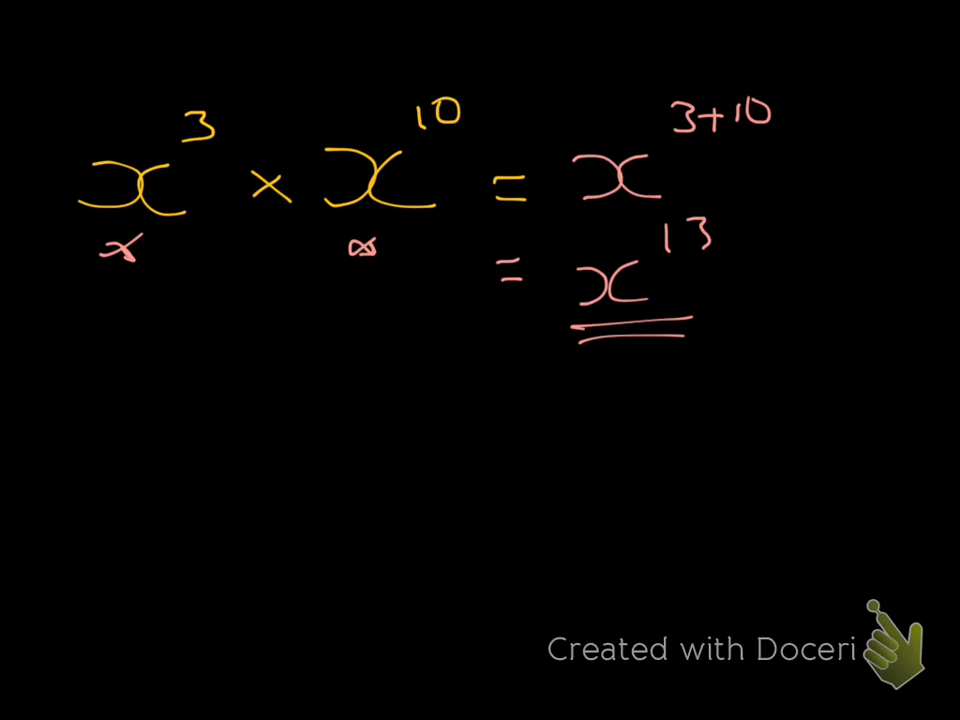 x³ × x¹⁰ = x³⁺¹⁰
x x
= x¹³
Created with Doceri